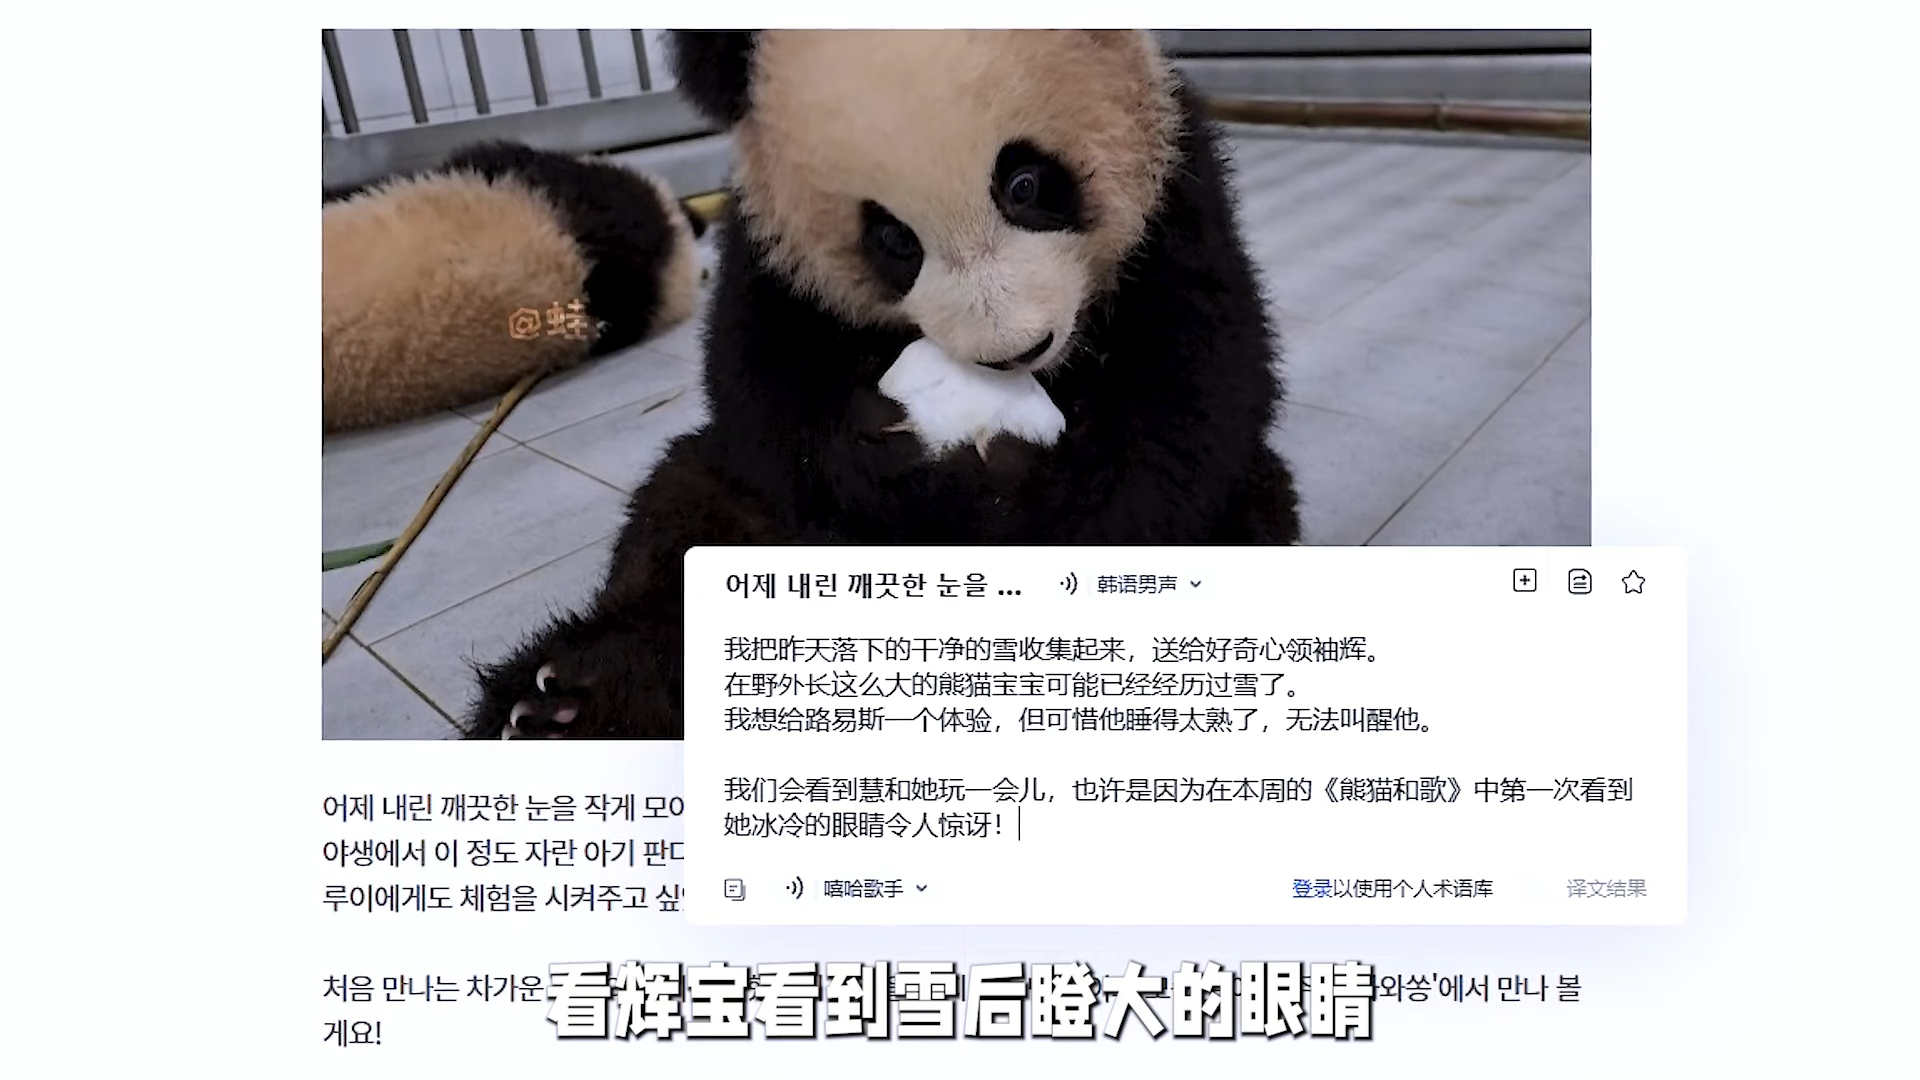 @蛙
어제 내린 깨끗한 눈을 ...
韩语男声
我把昨天落下的干净的雪收集起来，送给好奇心领袖辉。
在野外长这么大的熊猫宝宝可能已经经历过雪了。
我想给路易斯一个体验，但可惜他睡得太熟了，无法叫醒他。
我们会看到慧和她玩一会儿，也许是因为在本周的《熊猫和歌》中第一次看到
她冰冷的眼睛令人惊讶！
嘻哈歌手
登录以使用个人术语库
译文结果
어제 내린 깨끗한 눈을 작게
야생에서 이 정도 자란 아기
루이에게도 체험을 시켜주고
처음 만나는 차가운
와쏭'에서 만나 볼
게요!
看辉宝看到雪后瞪大的眼睛